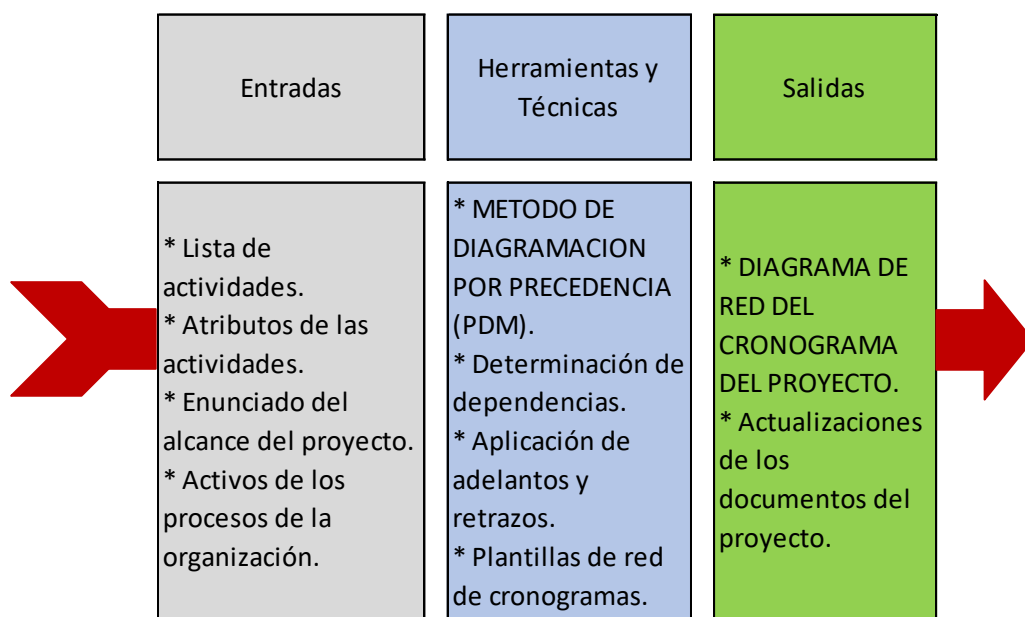 Entradas
Herramientas y
Técnicas
Salidas
* Lista de
actividades.
* Atributos de las
actividades.
* Enunciado del
alcance del proyecto.
* Activos de los
procesos de la
organización.
* METODO DE
DIAGRAMACION
POR PRECEDENCIA
(PDM).
* Determinación de
dependencias.
* Aplicación de
adelantos y
retrazos.
* Plantillas de red
de cronogramas.
* DIAGRAMA DE
RED DEL
CRONOGRAMA
DEL PROYECTO.
* Actualizaciones
de los
documentos del
proyecto.